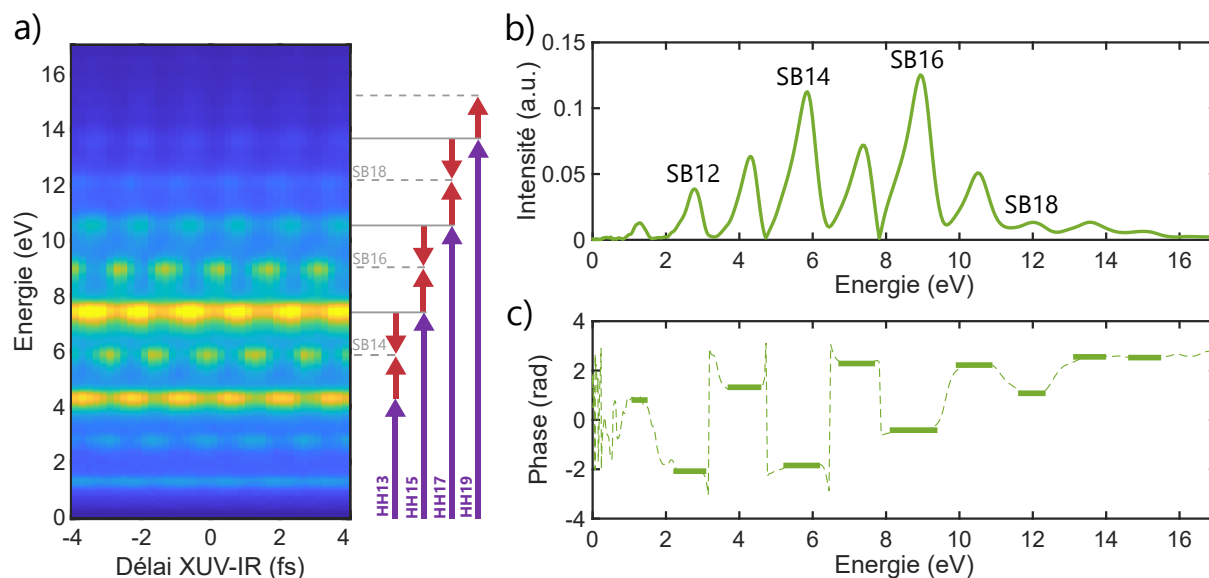 a)
Energie (eV)
16
14
12
10
8
6
4
2
0
-4
-2
0
2
4
Délai XUV-IR (fs)
SB18
SB16
SB14
HH13
HH15
HH17
HH19
b)
Intensité (a.u.)
0.15
0.1
0.05
0
SB12
SB14
SB16
SB18
0
2
4
6
8
10
12
14
16
Energie (eV)
c)
Phase (rad)
4
2
0
-2
-4
0
2
4
6
8
10
12
14
16
Energie (eV)